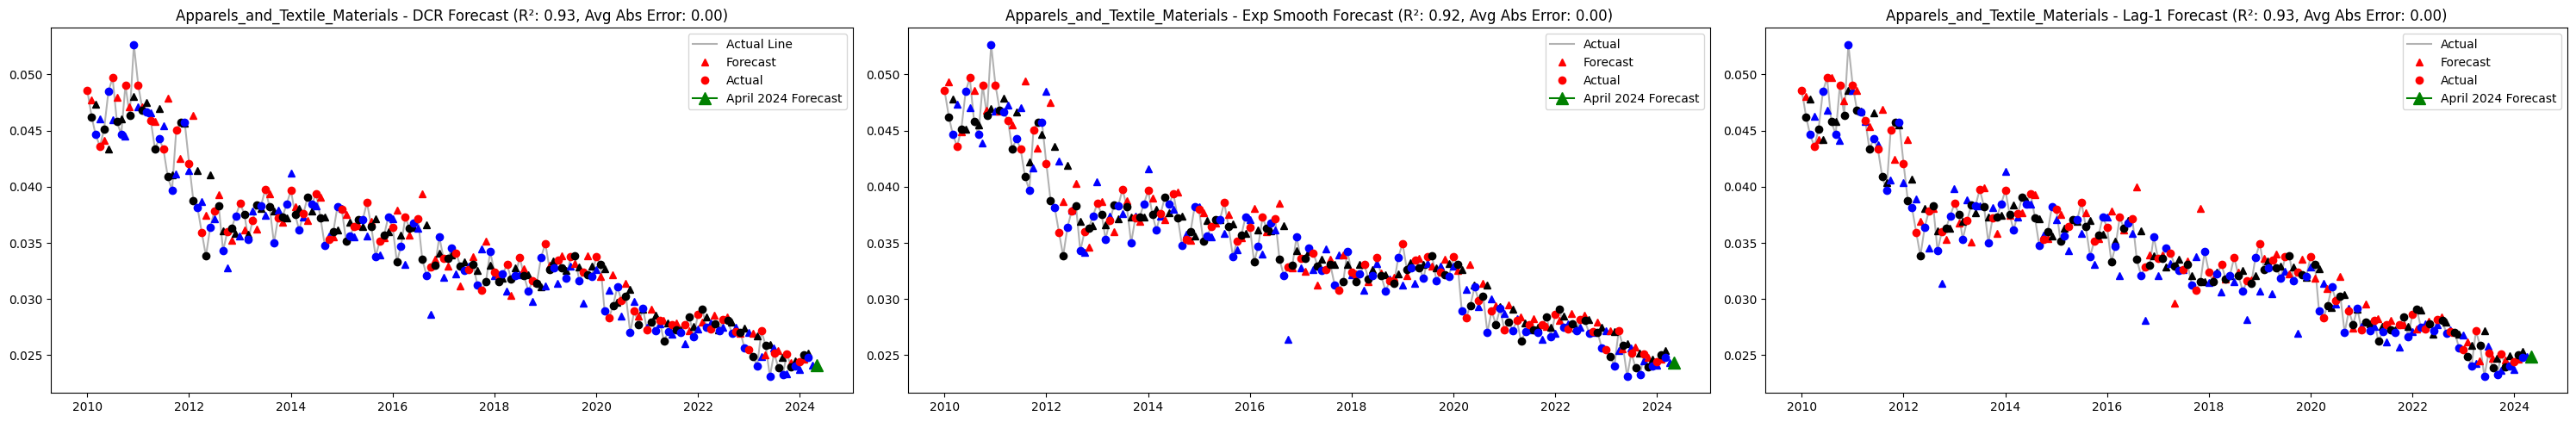 Apparels_and_Textile_Materials - DCR Forecast (R²: 0.93, Avg Abs Error: 0.00)
Actual Line
Forecast
Actual
April 2024 Forecast
0.050
0.045
0.040
0.035
0.030
0.025
2010 2012 2014 2016 2018 2020 2022 2024
Apparels_and_Textile_Materials - Exp Smooth Forecast (R²: 0.92, Avg Abs Error: 0.00)
Actual
Forecast
Actual
April 2024 Forecast
0.050
0.045
0.040
0.035
0.030
0.025
2010 2012 2014 2016 2018 2020 2022 2024
Apparels_and_Textile_Materials - Lag-1 Forecast (R²: 0.93, Avg Abs Error: 0.00)
Actual
Forecast
Actual
April 2024 Forecast
0.050
0.045
0.040
0.035
0.030
0.025
2010 2012 2014 2016 2018 2020 2022 2024